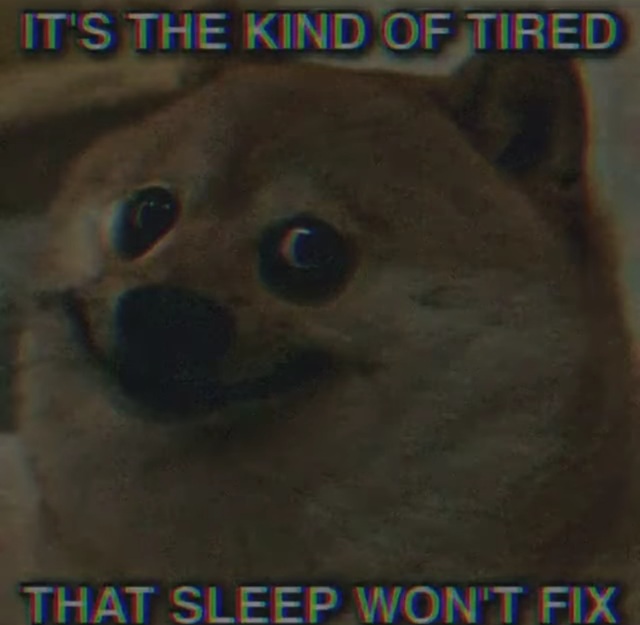 IT'S THE KIND OF TIRED
THAT SLEEP WON'T FIX